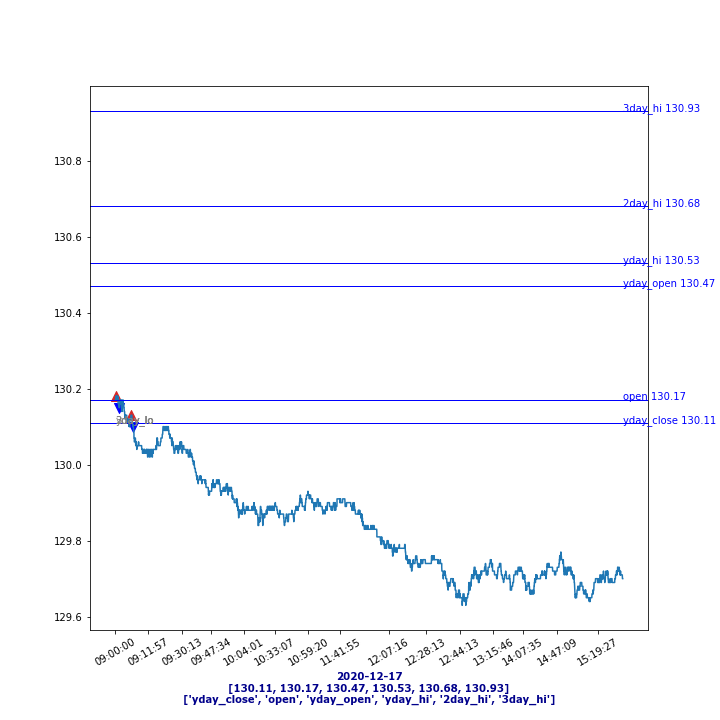 3day_hi 130.93
130.8
2day_hi 130.68
130.6
yday_hi 130.53
yday_open 130.47
130.4
130.2
open 130.17
yday_close 130.11
130.0
129.8
129.6
09:00:00
09:11:57
09:30:13
09:47:34
10:04:01
10:33:07
10:59:20
11:41:55
12:07:16
12:28:13
12:44:13
13:15:46
14:07:35
14:47:09
15:19:27
2020-12-17
[130.11, 130.17, 130.47, 130.53, 130.68, 130.93]
['yday_close', 'open', 'yday_open', 'yday_hi', '2day_hi', '3day_hi']